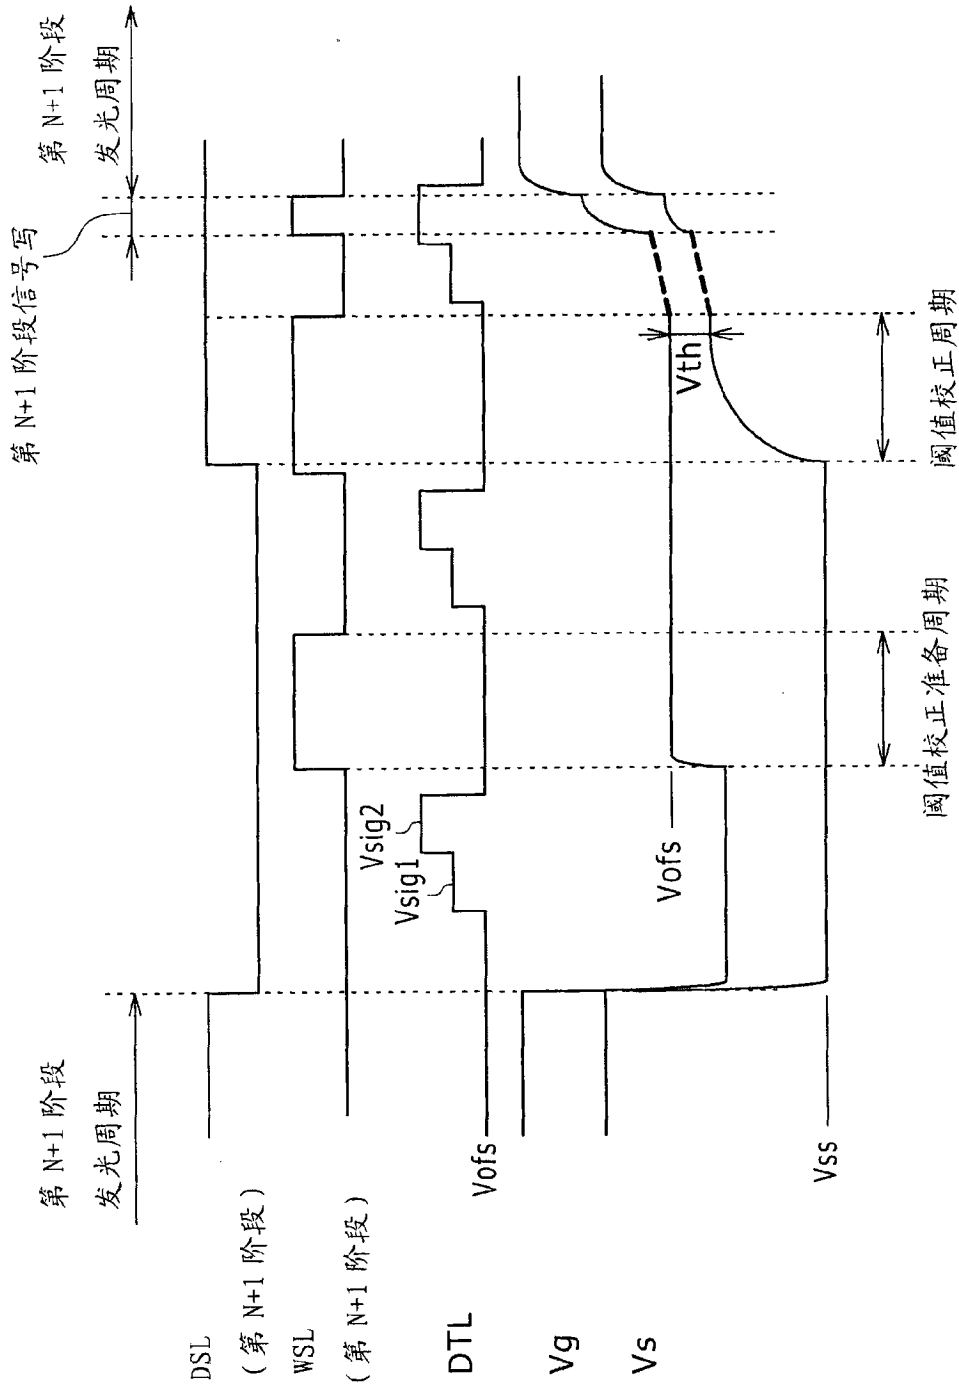 第 N+1 阶段
发光周期
第 N+1 阶段信号写
第 N+1 阶段
发光周期
DSL
(第 N+1 阶段)
WSL
(第 N+1 阶段)
DTL
Vofs
Vsig1
Vsig2
Vg
Vs
Vofs
Vth
Vss
阈值校正准备周期
阈值校正周期